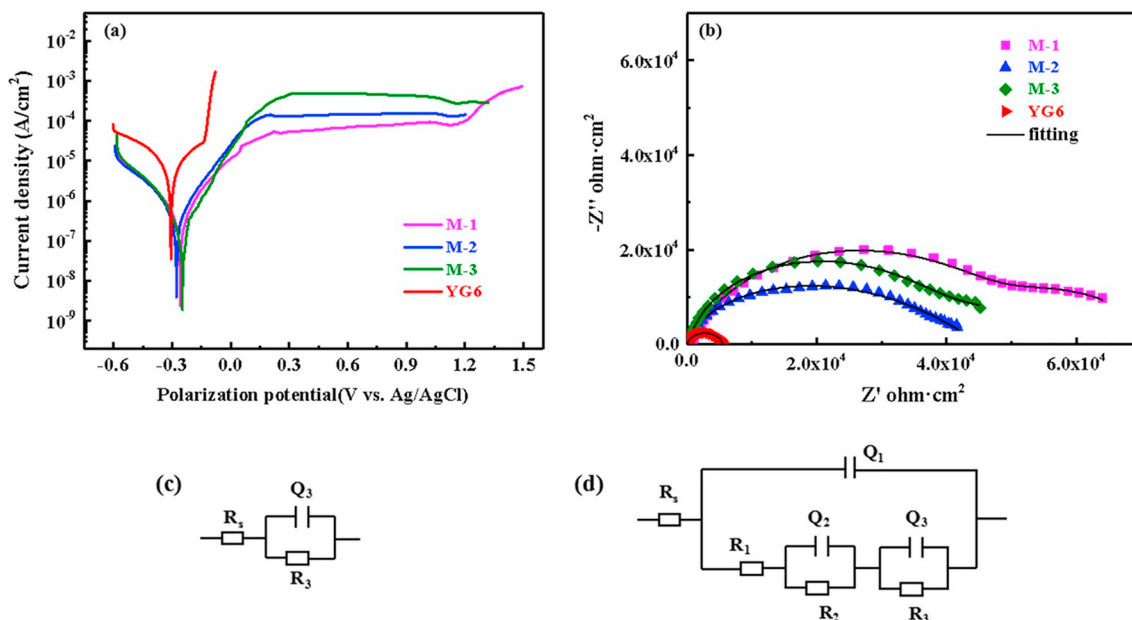 (a)
10⁻²
10⁻³
10⁻⁴
10⁻⁵
10⁻⁶
10⁻⁷
10⁻⁸
10⁻⁹
Current density (A/cm²)
M-1
M-2
M-3
YG6
-0.6 -0.3 0.0 0.3 0.6 0.9 1.2 1.5
Polarization potential(V vs. Ag/AgCl)
(b)
6.0x10⁴
4.0x10⁴
2.0x10⁴
0.0
-Z'' ohm·cm²
M-1
M-2
M-3
YG6
fitting
0.0 2.0x10⁴ 4.0x10⁴ 6.0x10⁴
Z' ohm·cm²
(c)
Q₃
Rₛ
R₃
(d)
Q₁
Rₛ
Q₂ Q₃
R₁
R₂ R₃